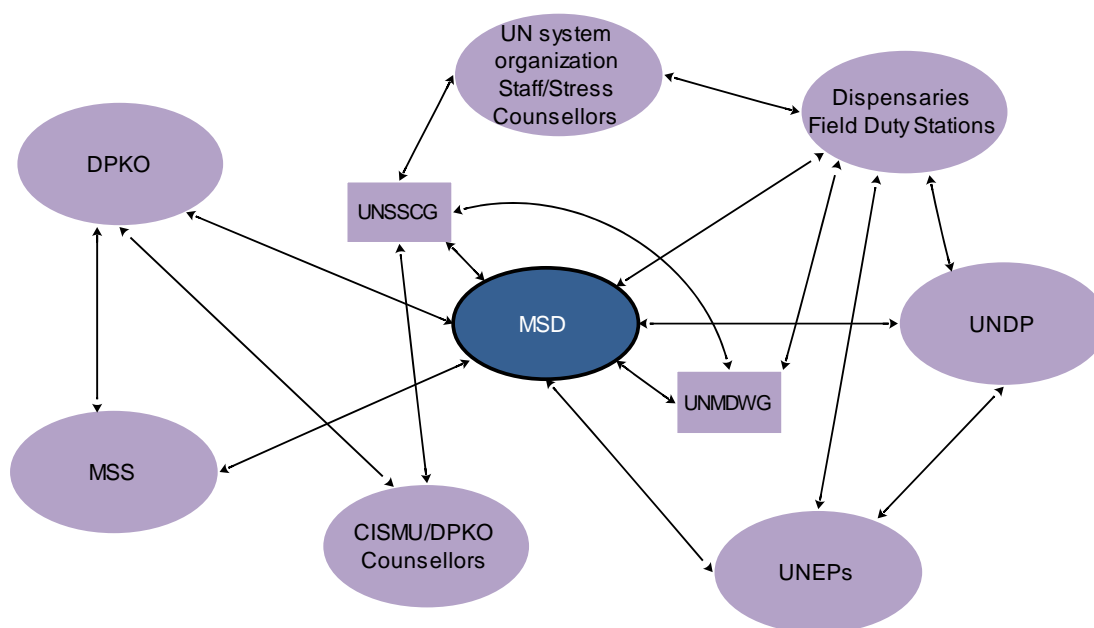 UN system
organization
Staff/Stress
Counsellors
Dispensaries
Field Duty Stations
DPKO
UNSSCG
MSD
UNDP
UNMDWG
MSS
CISMU/DPKO
Counsellors
UNEPs